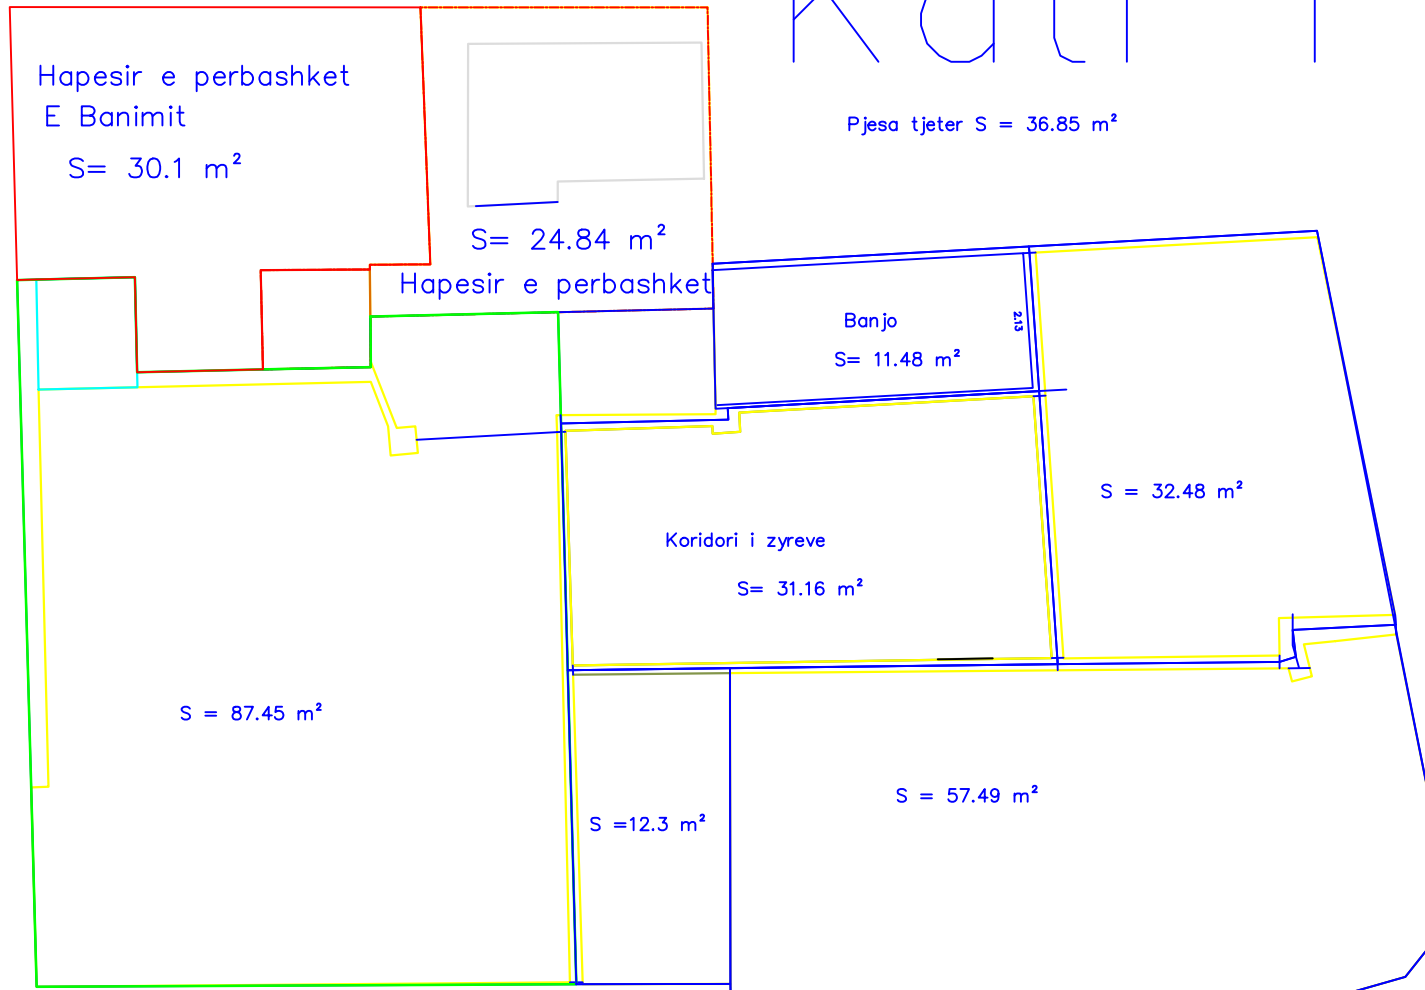 Kati 1
Hapesir e perbashket
E Banimit
S= 30.1 m²
Pjesa tjeter S = 36.85 m²
S= 24.84 m²
Hapesir e perbashket
Banjo
S= 11.48 m²
2.13
S = 32.48 m²
Koridori i zyreve
S= 31.16 m²
S = 87.45 m²
S = 57.49 m²
S =12.3 m²